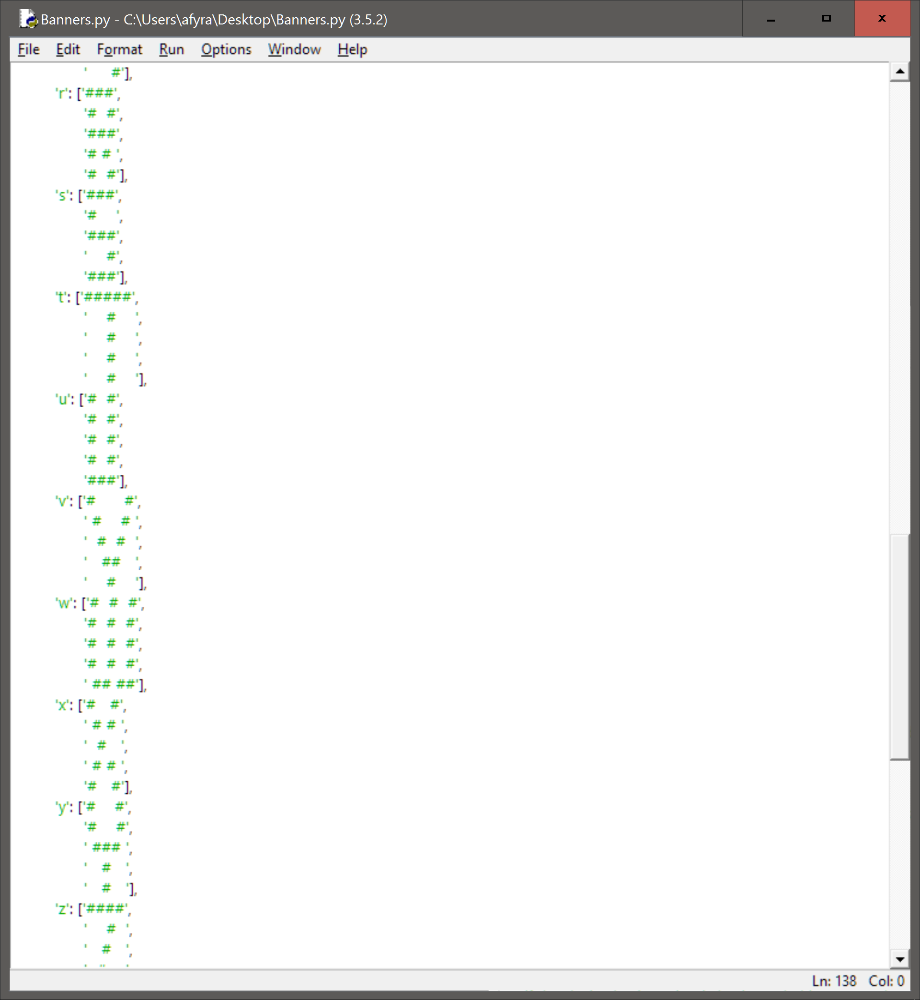 Banners.py - C:\Users\afyra\Desktop\Banners.py (3.5.2)
File Edit Format Run Options Window Help
'     #'],
'r': ['###',
'#  #',
'###',
'# # ',
'#  #'],
's': ['###',
'#    ',
'###',
'    #',
'###'],
't': ['#####',
'    #    ',
'    #    ',
'    #    ',
'    #    '],
'u': ['#  #',
'#  #',
'#  #',
'#  #',
'###'],
'v': ['#      #',
' #    # ',
'  #  #  ',
'   ##   ',
'    #    '],
'w': ['#  #  #',
'#  #  #',
'#  #  #',
'#  #  #',
' ## ##'],
'x': ['#   #',
' # # ',
'  #   ',
' # # ',
'#   #'],
'y': ['#    #',
'#    #',
' ### ',
'   #   ',
'   #   '],
'z': ['####',
'    #  ',
'   #   ',
Ln: 138 Col: 0